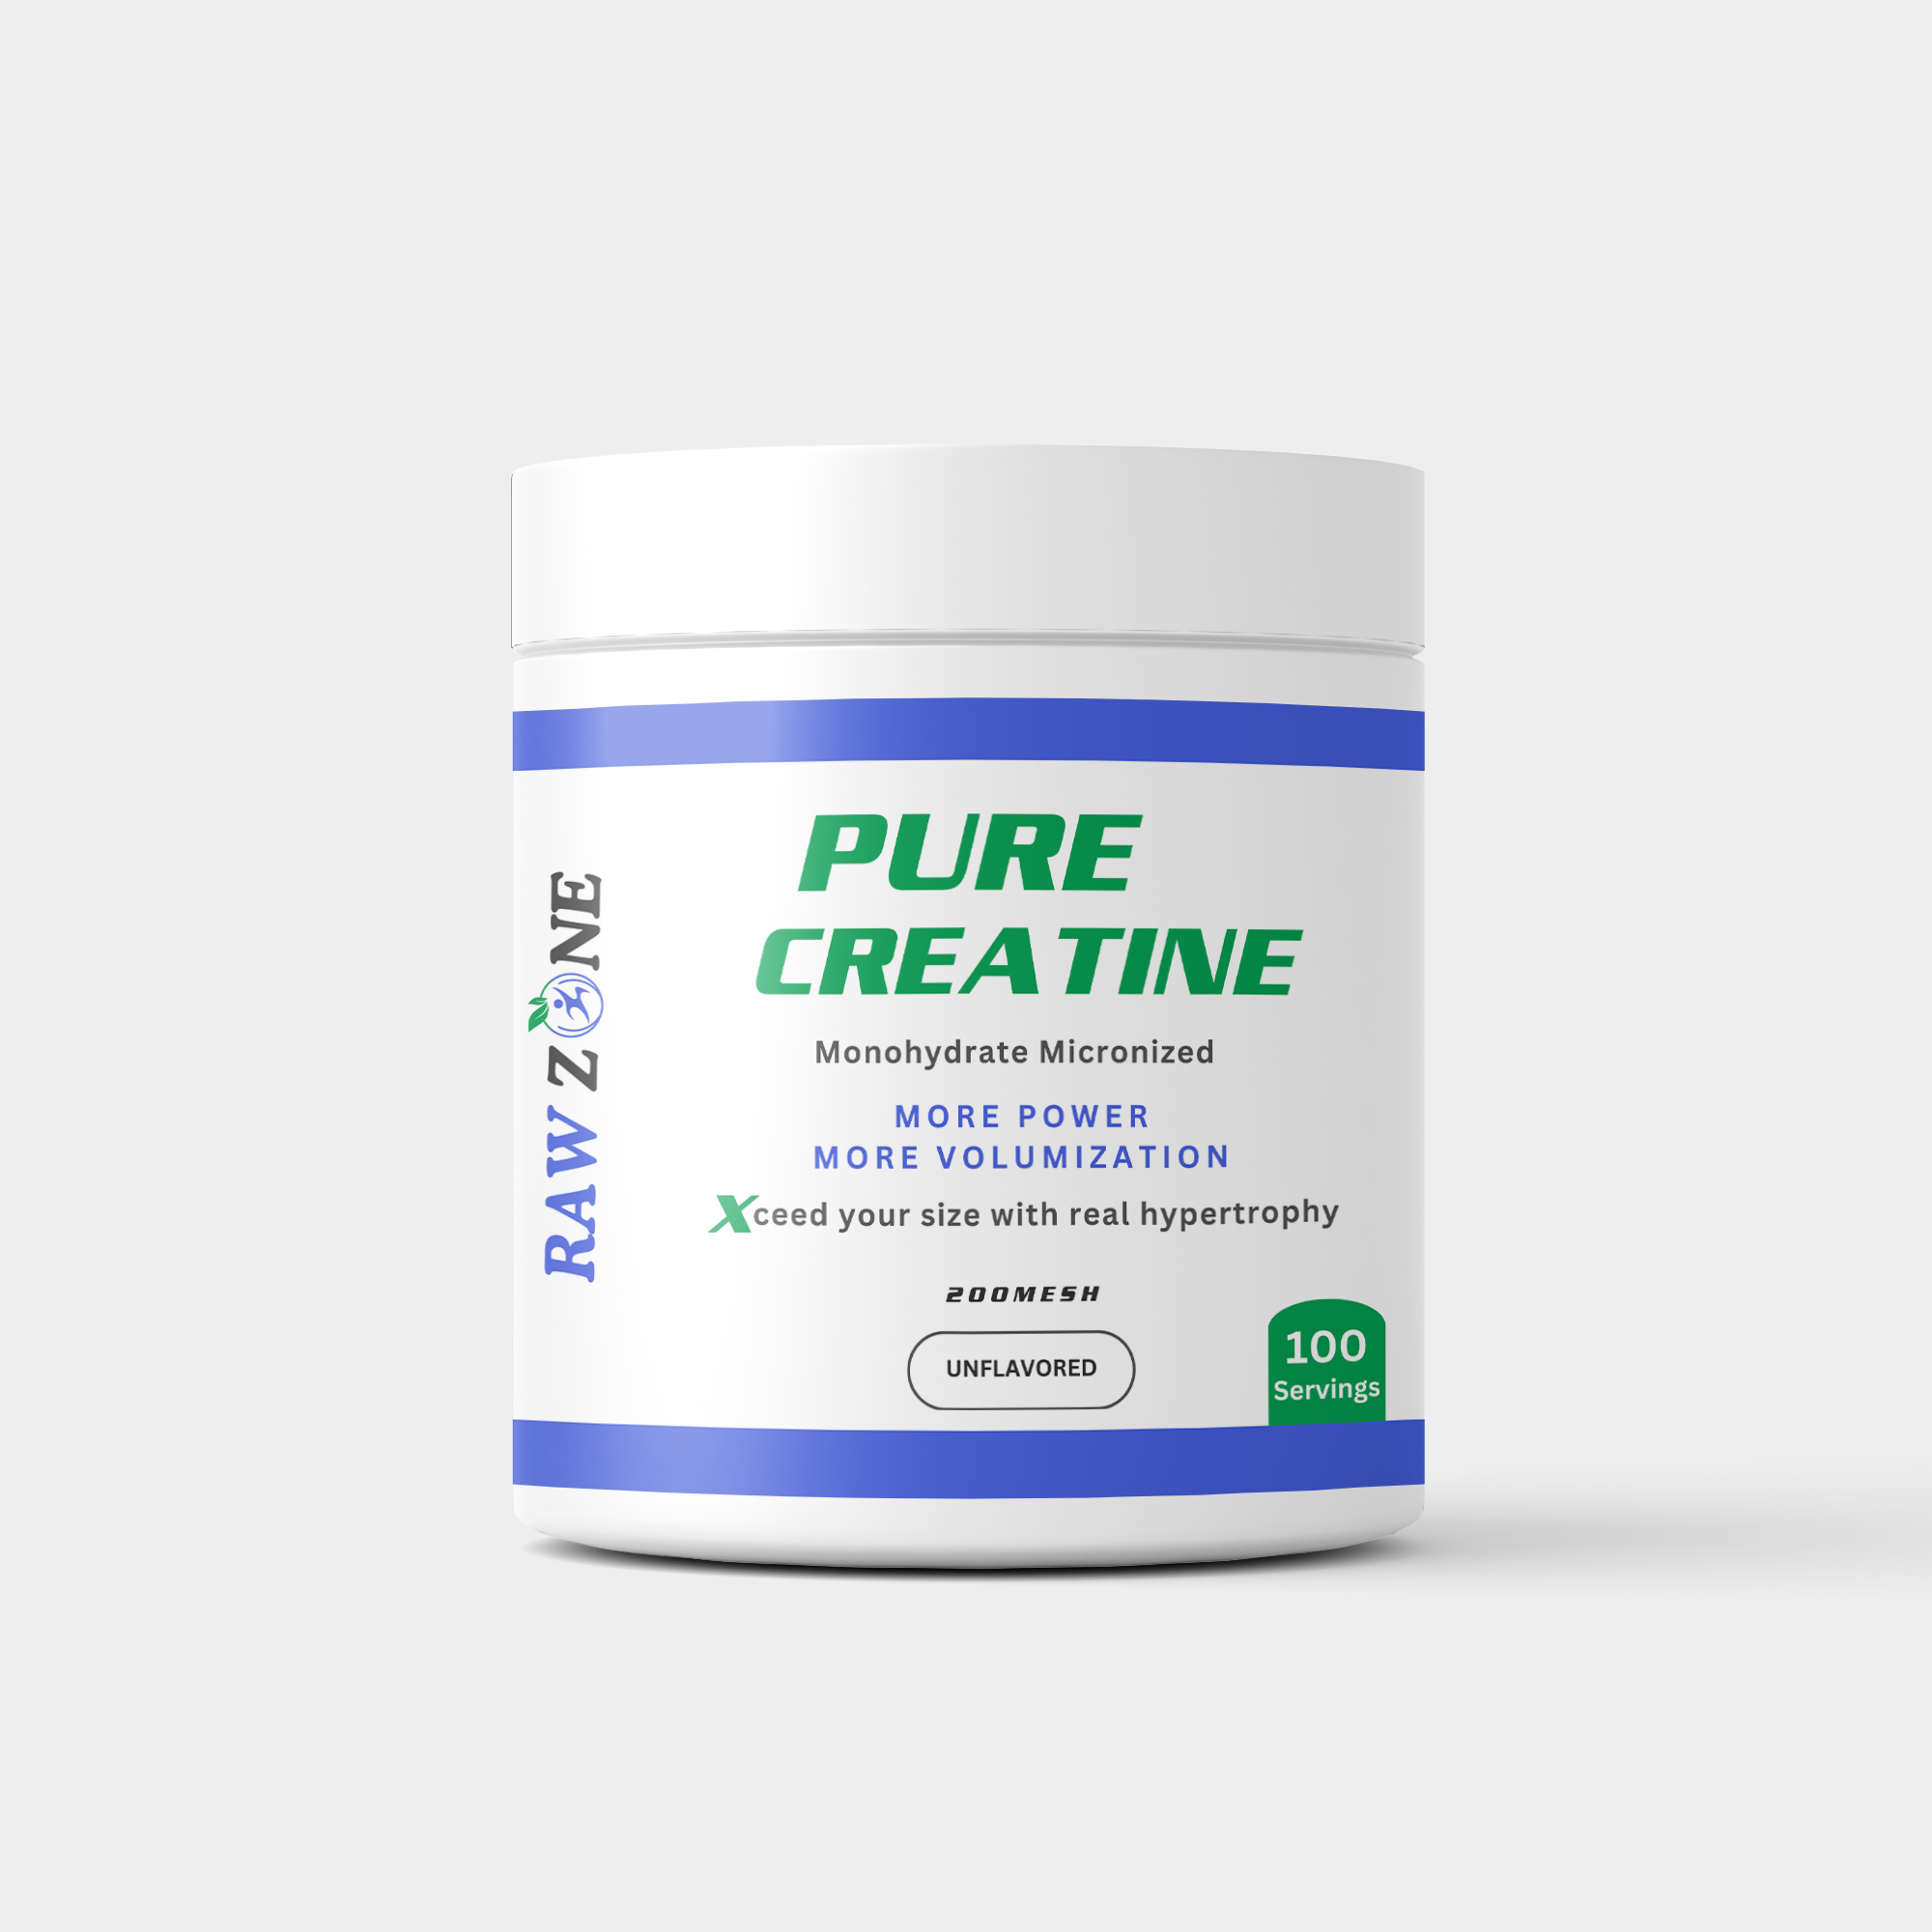 RAW ZONE
PURE
CREATINE
Monohydrate Micronized
MORE POWER
MORE VOLUMIZATION
Xceed your size with real hypertrophy
200MESH
UNFLAVORED
100
Servings